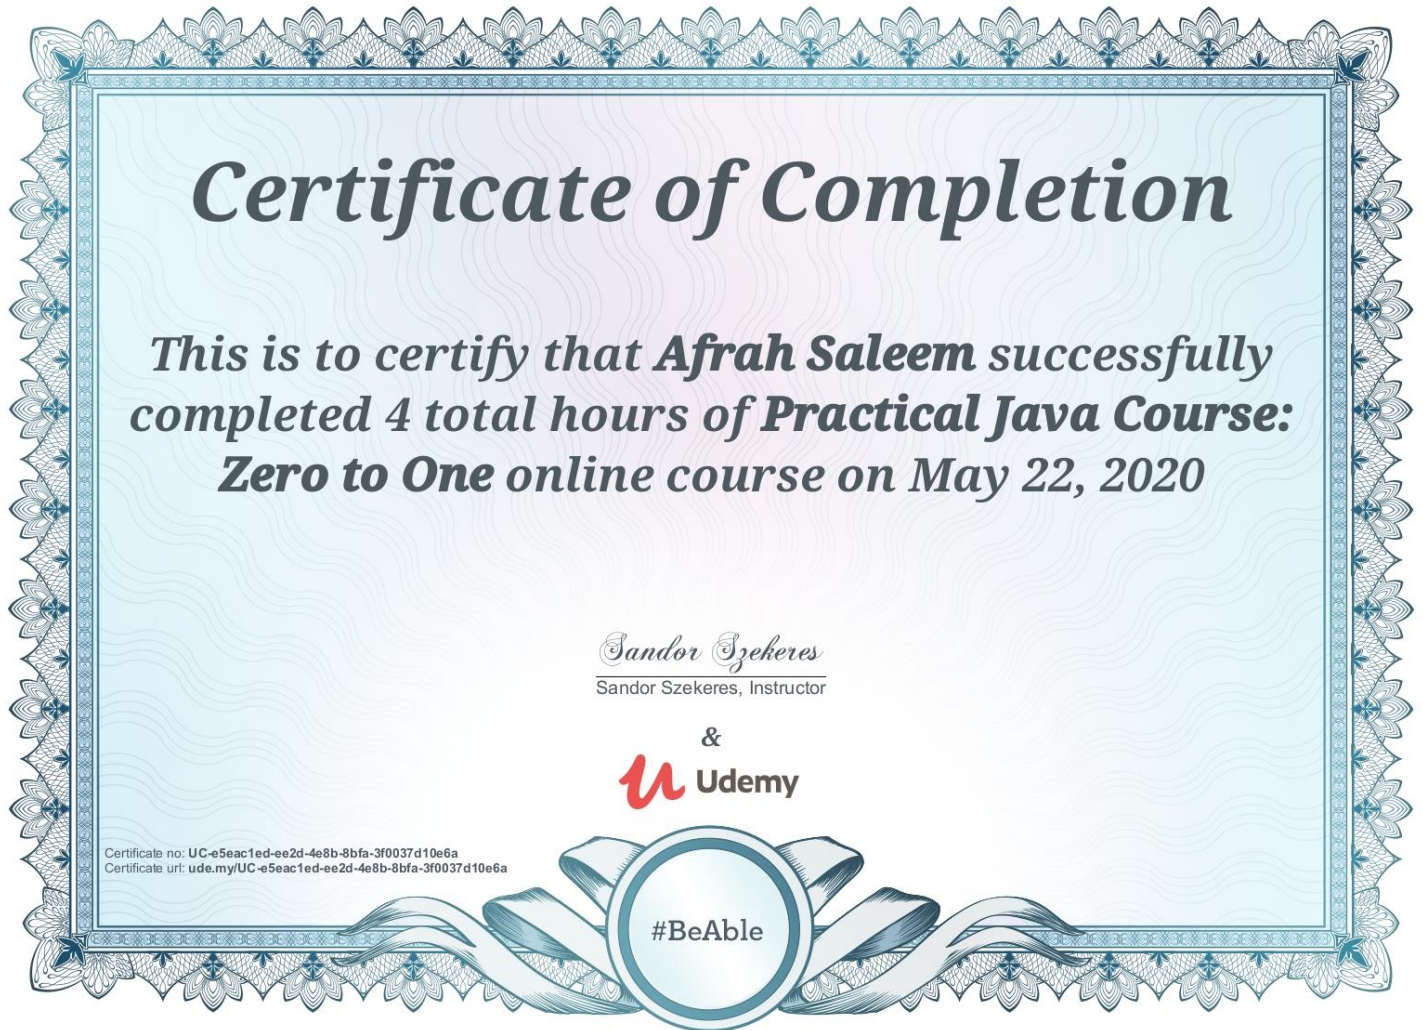 Certificate of Completion
This is to certify that Afrah Saleem successfully
completed 4 total hours of Practical Java Course:
Zero to One online course on May 22, 2020
Sandor Szekeres
Sandor Szekeres, Instructor
&
Udemy
Certificate no: UC-e5eac1ed-ee2d-4e8b-8bfa-3f0037d10e6a
Certificate url: ude.my/UC-e5eac1ed-ee2d-4e8b-8bfa-3f0037d10e6a
#BeAble